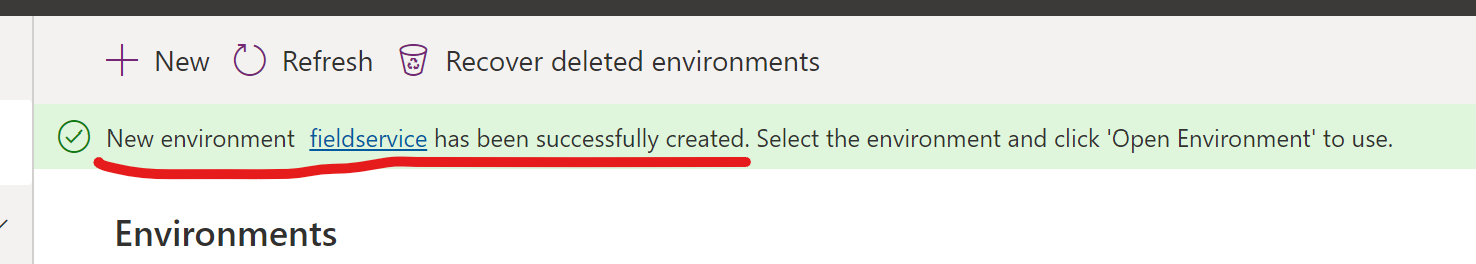 New Refresh Recover deleted environments
New environment fieldservice has been successfully created. Select the environment and click 'Open Environment' to use.
Environments